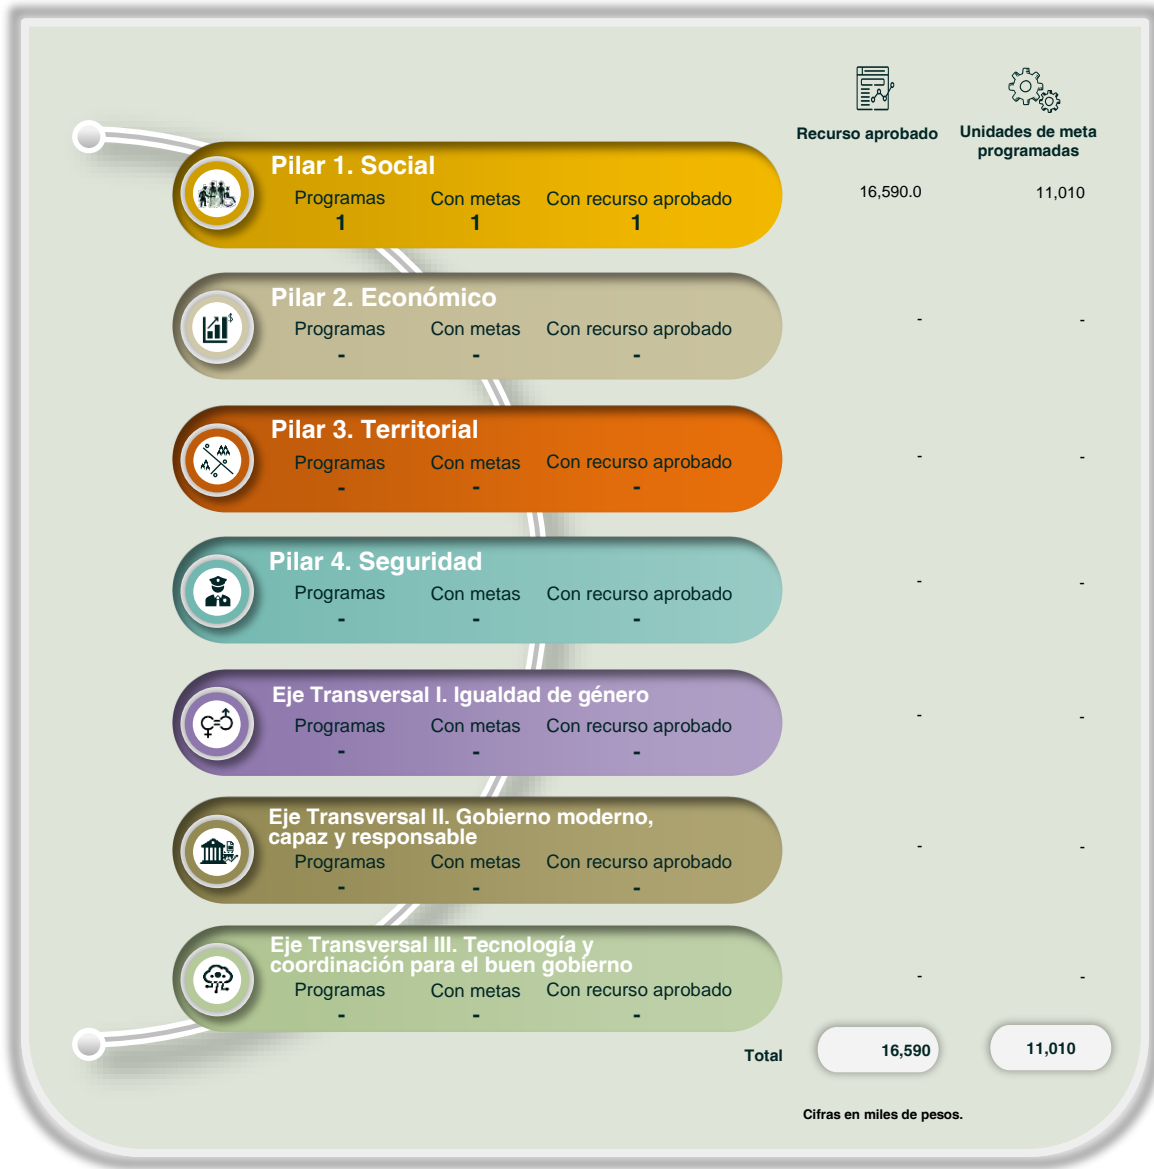 Recurso aprobado
Unidades de meta
programadas
Pilar 1. Social
Programas Con metas Con recurso aprobado
1 1 1
16,590.0 11,010
Pilar 2. Económico
Programas Con metas Con recurso aprobado
- - -
- -
Pilar 3. Territorial
Programas Con metas Con recurso aprobado
- - -
- -
Pilar 4. Seguridad
Programas Con metas Con recurso aprobado
- - -
- -
Eje Transversal I. Igualdad de género
Programas Con metas Con recurso aprobado
- - -
- -
Eje Transversal II. Gobierno moderno,
capaz y responsable
Programas Con metas Con recurso aprobado
- - -
- -
Eje Transversal III. Tecnología y
coordinación para el buen gobierno
Programas Con metas Con recurso aprobado
- - -
- -
Total 16,590 11,010
Cifras en miles de pesos.